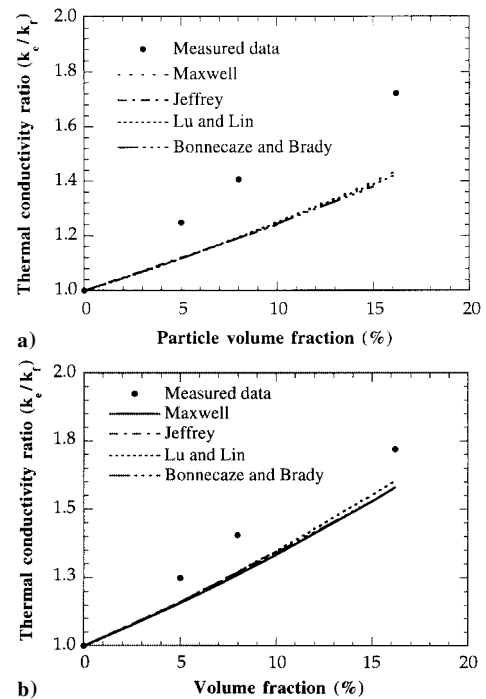 Thermal conductivity ratio (ke/kf)
2.0
1.8
1.6
1.4
1.2
1.0
Measured data
Maxwell
Jeffrey
Lu and Lin
Bonnecaze and Brady
0
5
10
15
20
a)
Particle volume fraction (%)
Thermal conductivity ratio (ke/kf)
2.0
1.8
1.5
1.3
1.0
Measured data
Maxwell
Jeffrey
Lu and Lin
Bonnecaze and Brady
0
5
10
15
20
b)
Volume fraction (%)